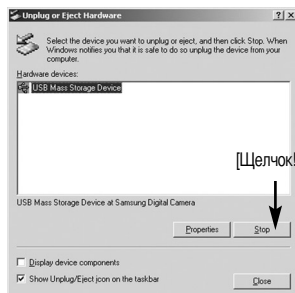 Unplug or Eject Hardware
Select the device you want to unplug or eject, and then click Stop. When
Windows notifies you that it is safe to do so unplug the device from your
computer.
Hardware devices:
USB Mass Storage Device
[Щелчок!
USB Mass Storage Device at Samsung Digital Camera
Properties
Stop
Display device components
Show Unplug/Eject icon on the taskbar
Close